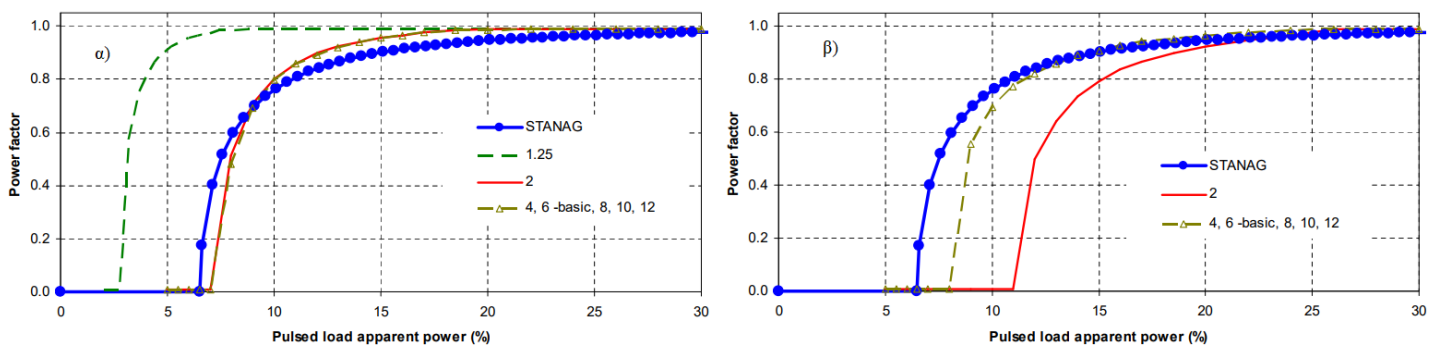 α)
Power factor
1.0
0.8
0.6
0.4
0.2
0.0
STANAG
1.25
2
4, 6 -basic, 8, 10, 12
0 5 10 15 20 25 30
Pulsed load apparent power (%)
β)
Power factor
1.0
0.8
0.6
0.4
0.2
0.0
STANAG
2
4, 6 -basic, 8, 10, 12
0 5 10 15 20 25 30
Pulsed load apparent power (%)